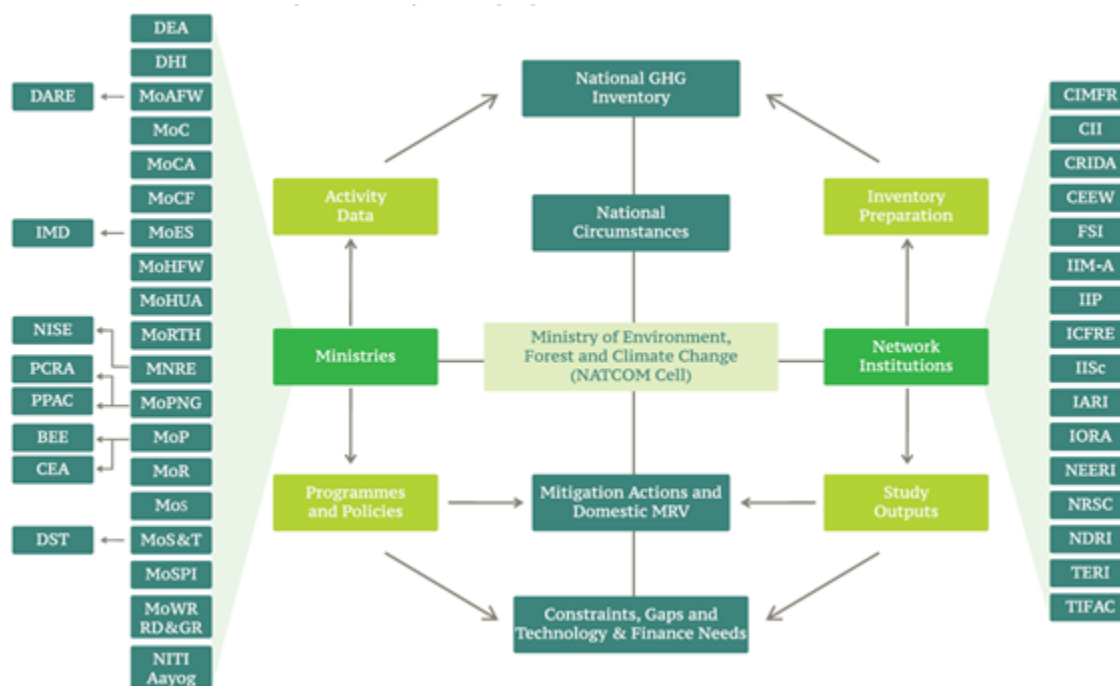 DEA
DHI
DARE
MoAFW
MoC
MoCA
MoCF
IMD
MoES
MoHFW
MoHUA
MoRTH
NISE
MNRE
PCRA
PPAC
MoPNG
BEE
MoP
CEA
MoR
MoS
DST
MoS&T
MoSPI
MoWR
RD&GR
NITI
Aayog
National GHG
Inventory
Activity
Data
National
Circumstances
Inventory
Preparation
Ministries
Ministry of Environment,
Forest and Climate Change
(NATCOM Cell)
Network
Institutions
Programmes
and Policies
Mitigation Actions and
Domestic MRV
Study
Outputs
Constraints, Gaps and
Technology & Finance Needs
CIMFR
CII
CRIDA
CEEW
FSI
IIM-A
IIP
ICFRE
IISc
IARI
IORA
NEERI
NRSC
NDRI
TERI
TIFAC